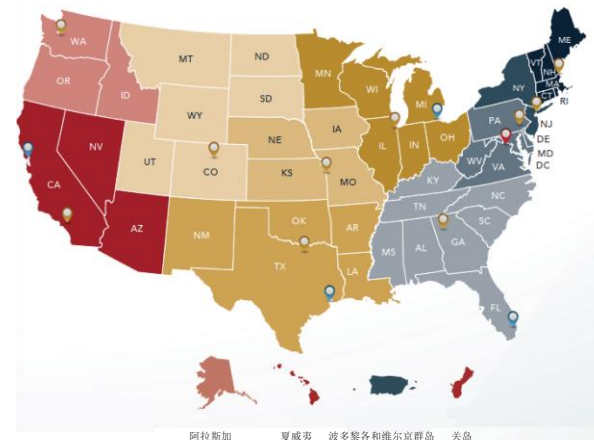 WA
MT
ND
MN
ME
VT
NH
MA
CT
RI
OR
ID
SD
WI
MI
NY
WY
IA
PA
NJ
NE
OH
DE
NV
UT
IL
IN
MD
CO
WV
DC
CA
KS
MO
KY
VA
NC
TN
AZ
NM
OK
AR
SC
MS
AL
GA
TX
LA
FL
阿拉斯加 夏威夷 波多黎各和维尔京群岛 关岛